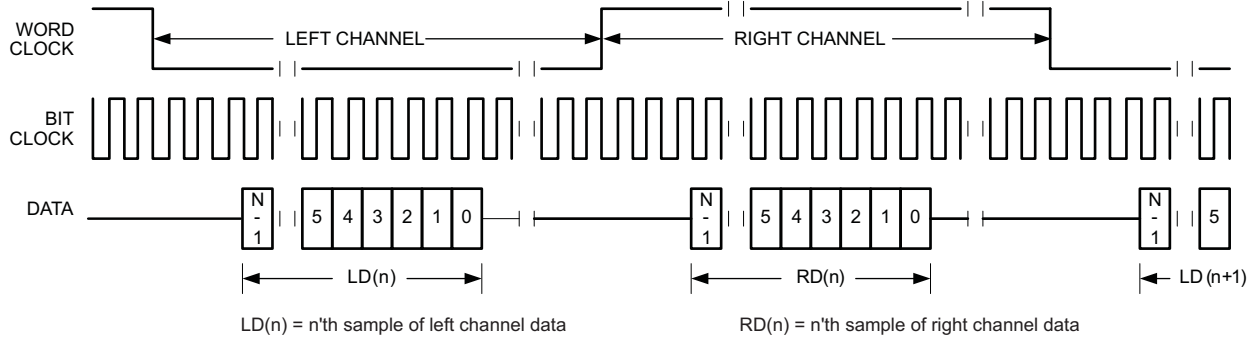 WORD
CLOCK
LEFT CHANNEL
RIGHT CHANNEL
BIT
CLOCK
DATA
N
-
1
5 4 3 2 1 0
N
-
1
5 4 3 2 1 0
N
-
1
5
LD(n)
RD(n)
LD (n+1)
LD(n) = n'th sample of left channel data
RD(n) = n'th sample of right channel data